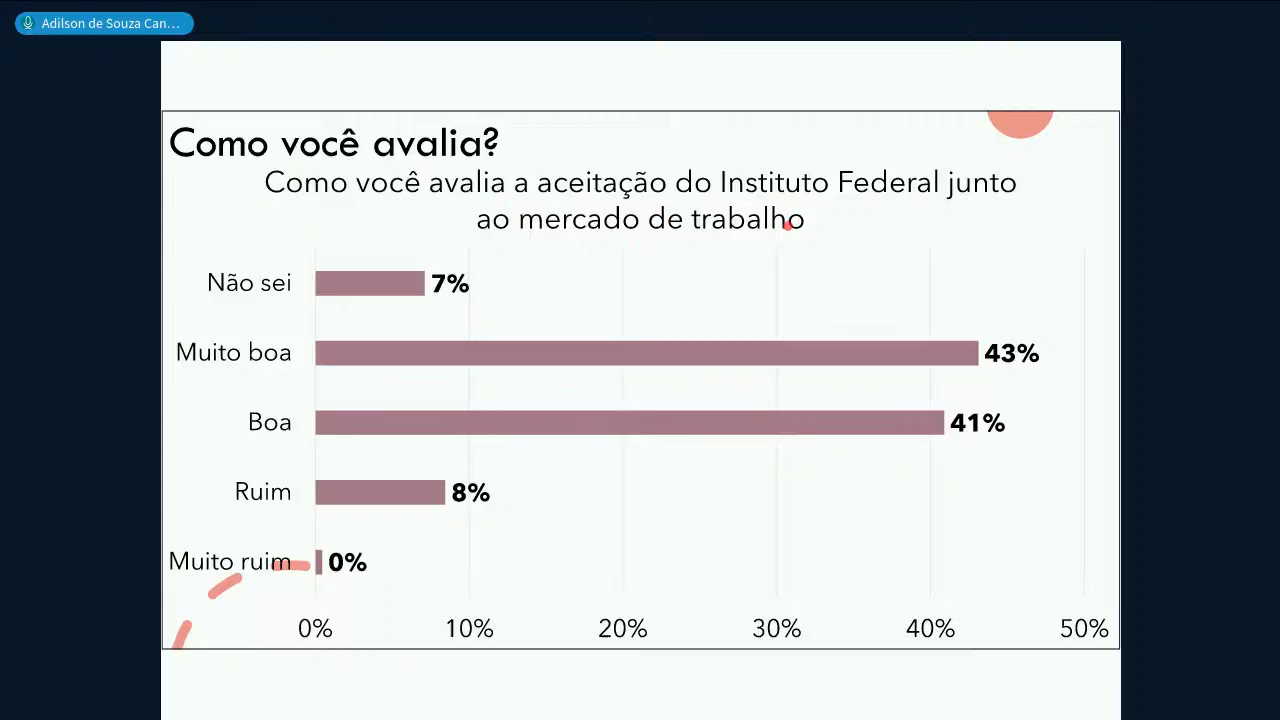 Adilson de Souza Can...
Como você avalia?
Como você avalia a aceitação do Instituto Federal junto
ao mercado de trabalho
Não sei 7%
Muito boa 43%
Boa 41%
Ruim 8%
Muito ruim 0%
0% 10% 20% 30% 40% 50%